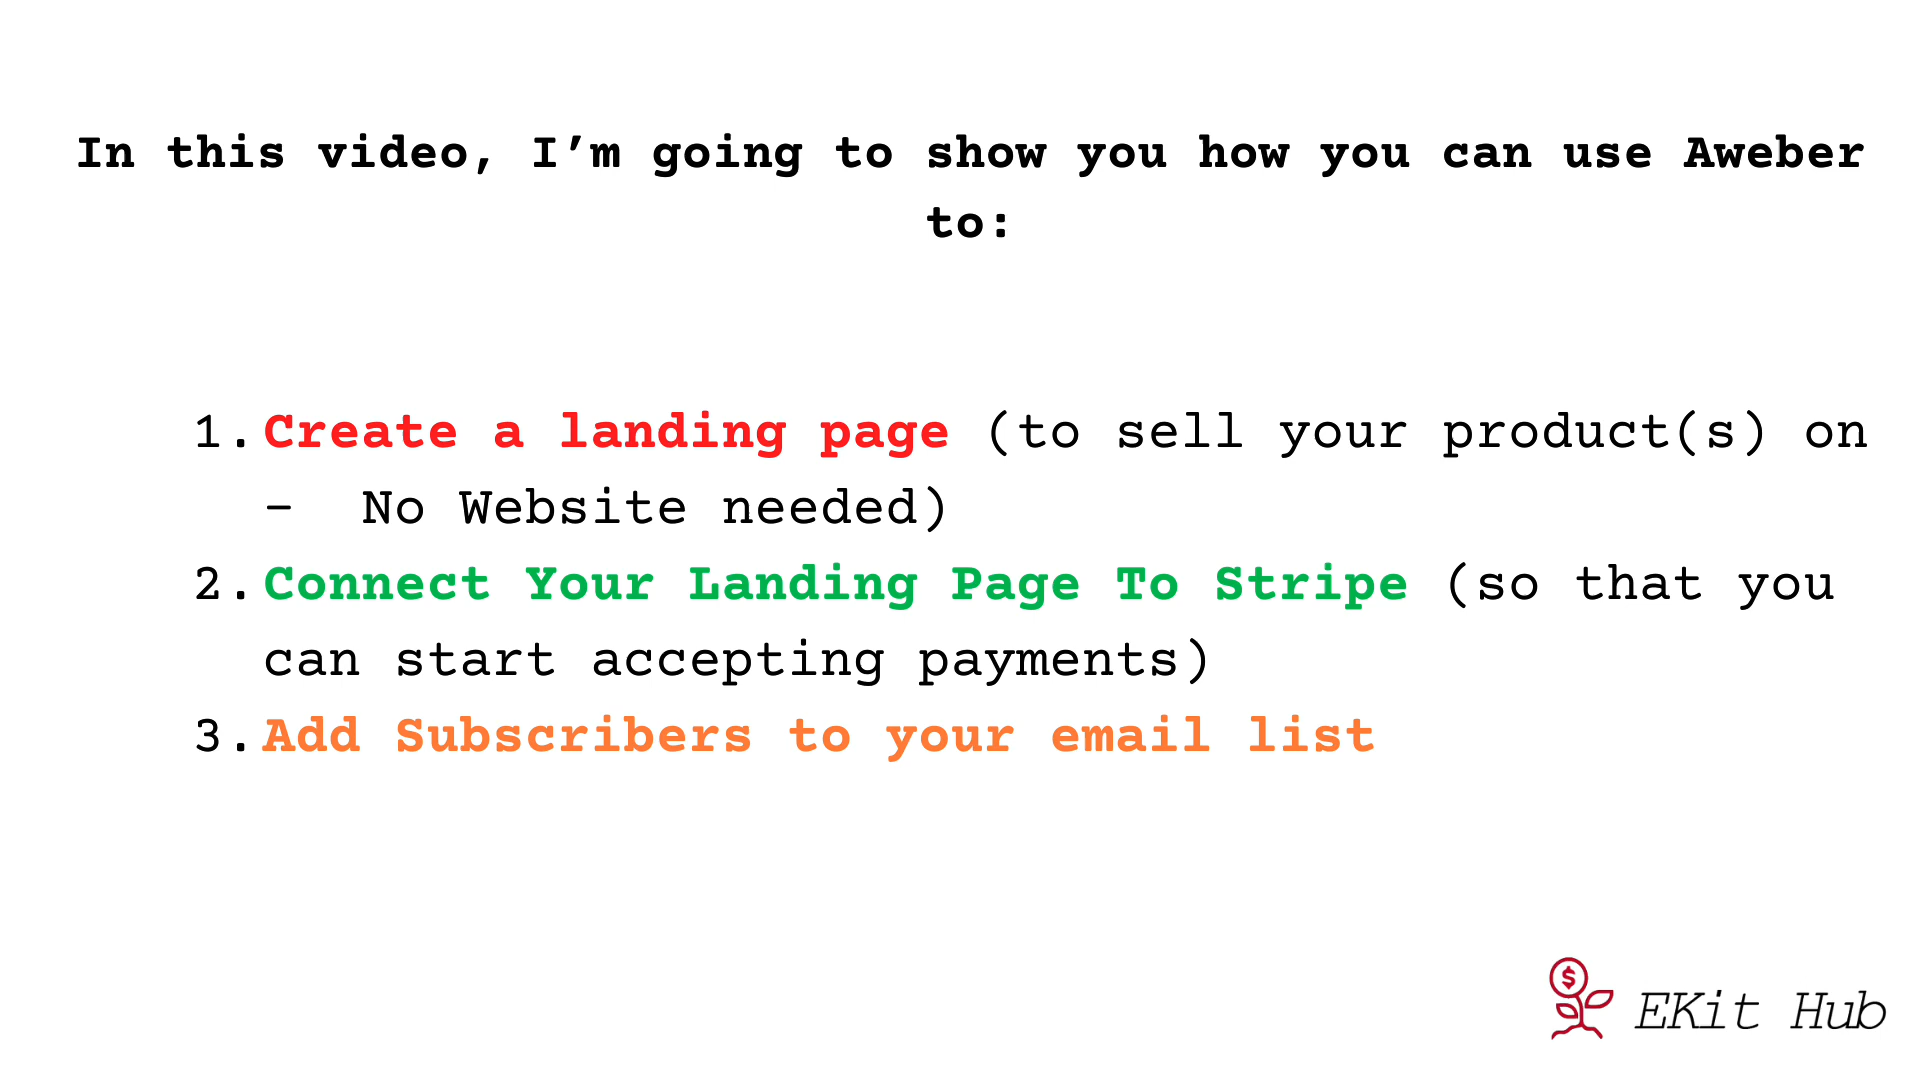 In this video, I’m going to show you how you can use Aweber
to:
1. Create a landing page (to sell your product(s) on
- No Website needed)
2. Connect Your Landing Page To Stripe (so that you
can start accepting payments)
3. Add Subscribers to your email list
$
EKit Hub